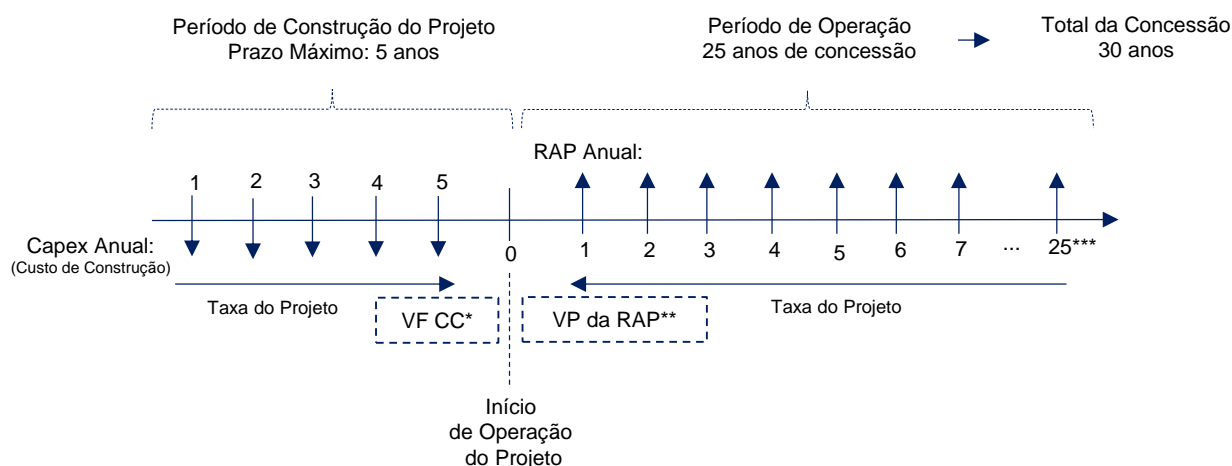 Período de Construção do Projeto
Prazo Máximo: 5 anos
Período de Operação
25 anos de concessão
Total da Concessão
30 anos
RAP Anual:
1 2 3 4 5
Capex Anual:
(Custo de Construção)
0 1 2 3 4 5 6 7 ... 25***
Taxa do Projeto
VF CC*
VP da RAP**
Taxa do Projeto
Início
de Operação
do Projeto